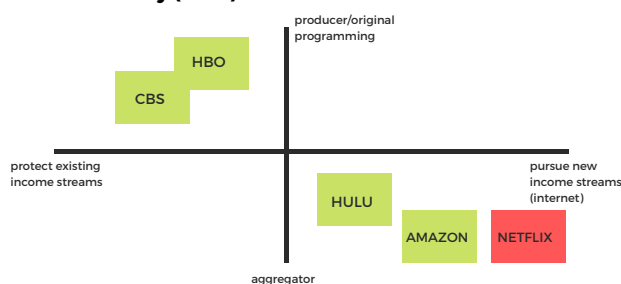 producer/original
programming
HBO
CBS
protect existing
income streams
pursue new
income streams
(internet)
HULU
AMAZON
NETFLIX
aggregator